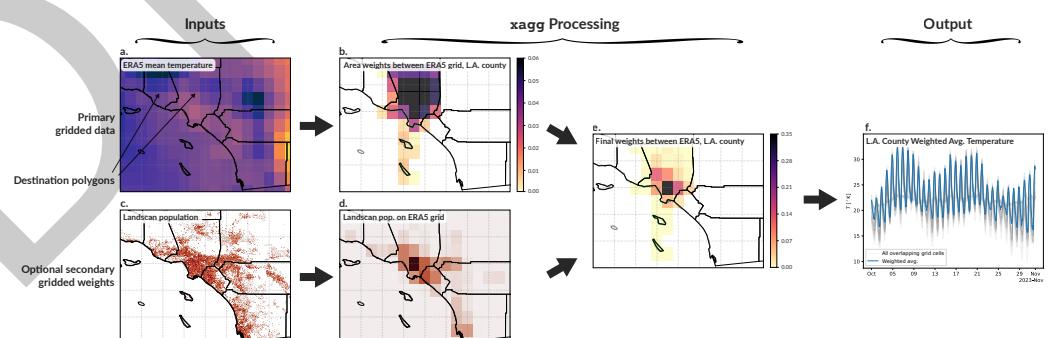 Inputs
xagg Processing
Output
a.
ERA5 mean temperature
Primary
gridded data
Destination polygons
b.
Area weights between ERA5 grid, L.A. county
0.06
0.05
0.04
0.03
0.02
0.01
0.00
c.
Landscan population
Optional secondary
gridded weights
d.
Landscan pop. on ERA5 grid
e.
Final weights between ERA5, L.A. county
0.35
0.28
0.21
0.14
0.07
0.00
f.
L.A. County Weighted Avg. Temperature
30
25
20
15
10
All overlapping grid cells
Weighted avg.
Oct 05 09 13 17 21 25 29 Nov
2023-Nov